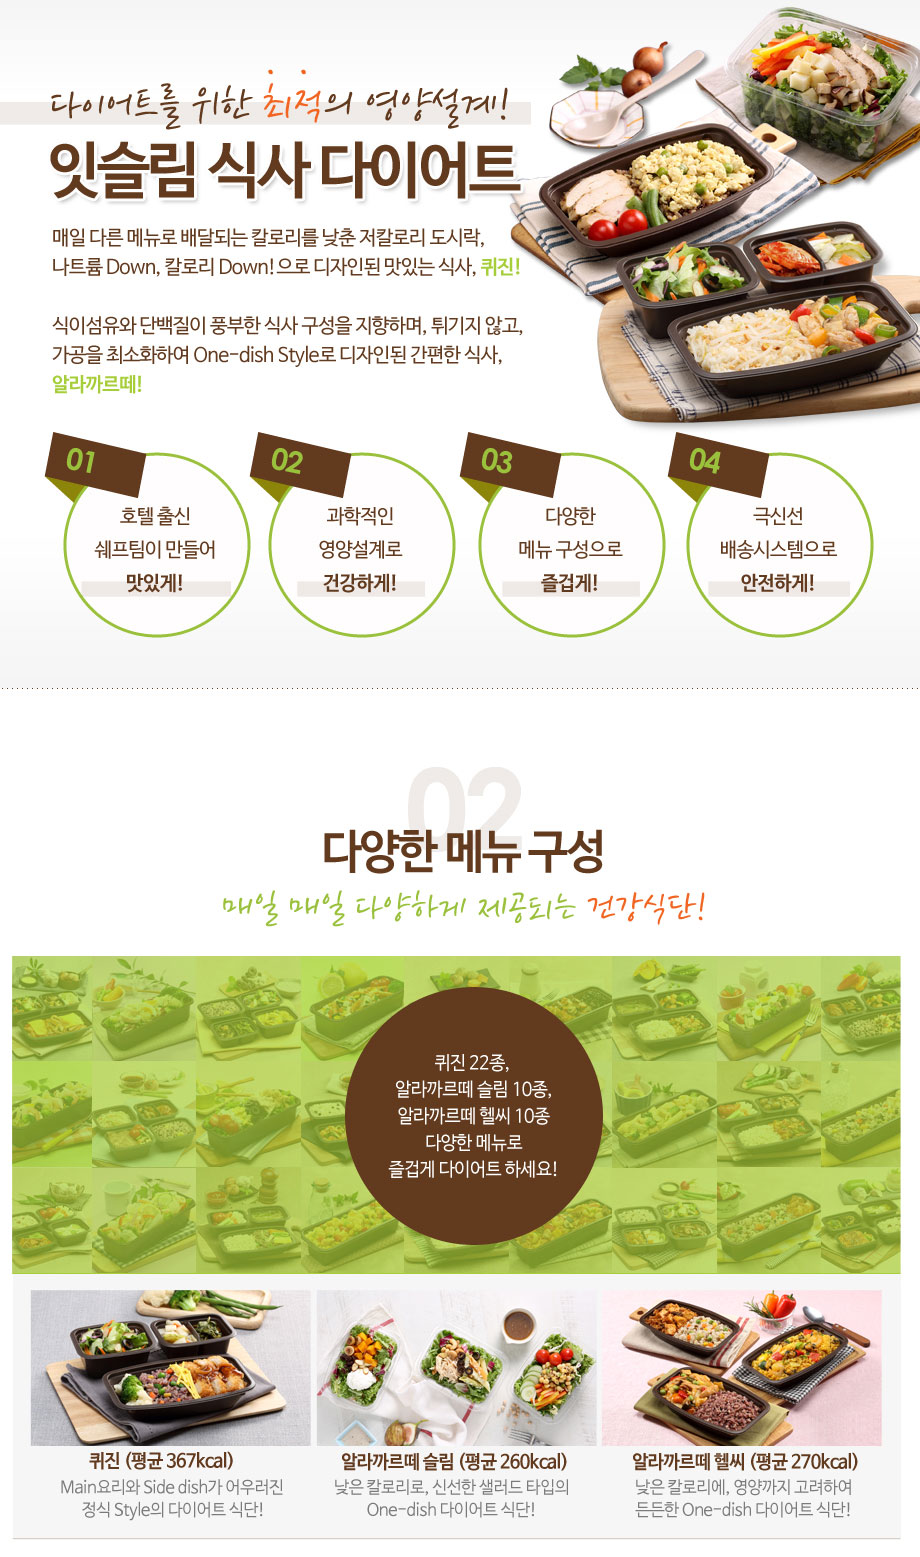 다이어트를 위한 최적의 영양설계!
잇슬림 식사 다이어트
매일 다른 메뉴로 배달되는 칼로리를 낮춘 저칼로리 도시락,
나트륨 Down, 칼로리 Down! 으로 디자인된 맛있는 식사, 퀴진!
식이섬유와 단백질이 풍부한 식사 구성을 지향하며, 튀기지 않고,
가공을 최소화하여 One-dish Style로 디자인된 간편한 식사,
알라까르떼!
01
호텔 출신
쉐프팀이 만들어
맛있게!
02
과학적인
영양설계로
건강하게!
03
다양한
메뉴 구성으로
즐겁게!
04
극신선
배송시스템으로
안전하게!
02
다양한 메뉴 구성
매일 매일 다양하게 제공되는 건강식단!
퀴진 22종,
알라까르떼 슬림 10종,
알라까르떼 헬씨 10종
다양한 메뉴로
즐겁게 다이어트 하세요!
퀴진 (평균 367kcal)
Main요리와 Side dish가 어우러진
정식 Style의 다이어트 식단!
알라까르떼 슬림 (평균 260kcal)
낮은 칼로리로, 신선한 샐러드 타입의
One-dish 다이어트 식단!
알라까르떼 헬씨 (평균 270kcal)
낮은 칼로리에, 영양까지 고려하여
든든한 One-dish 다이어트 식단!